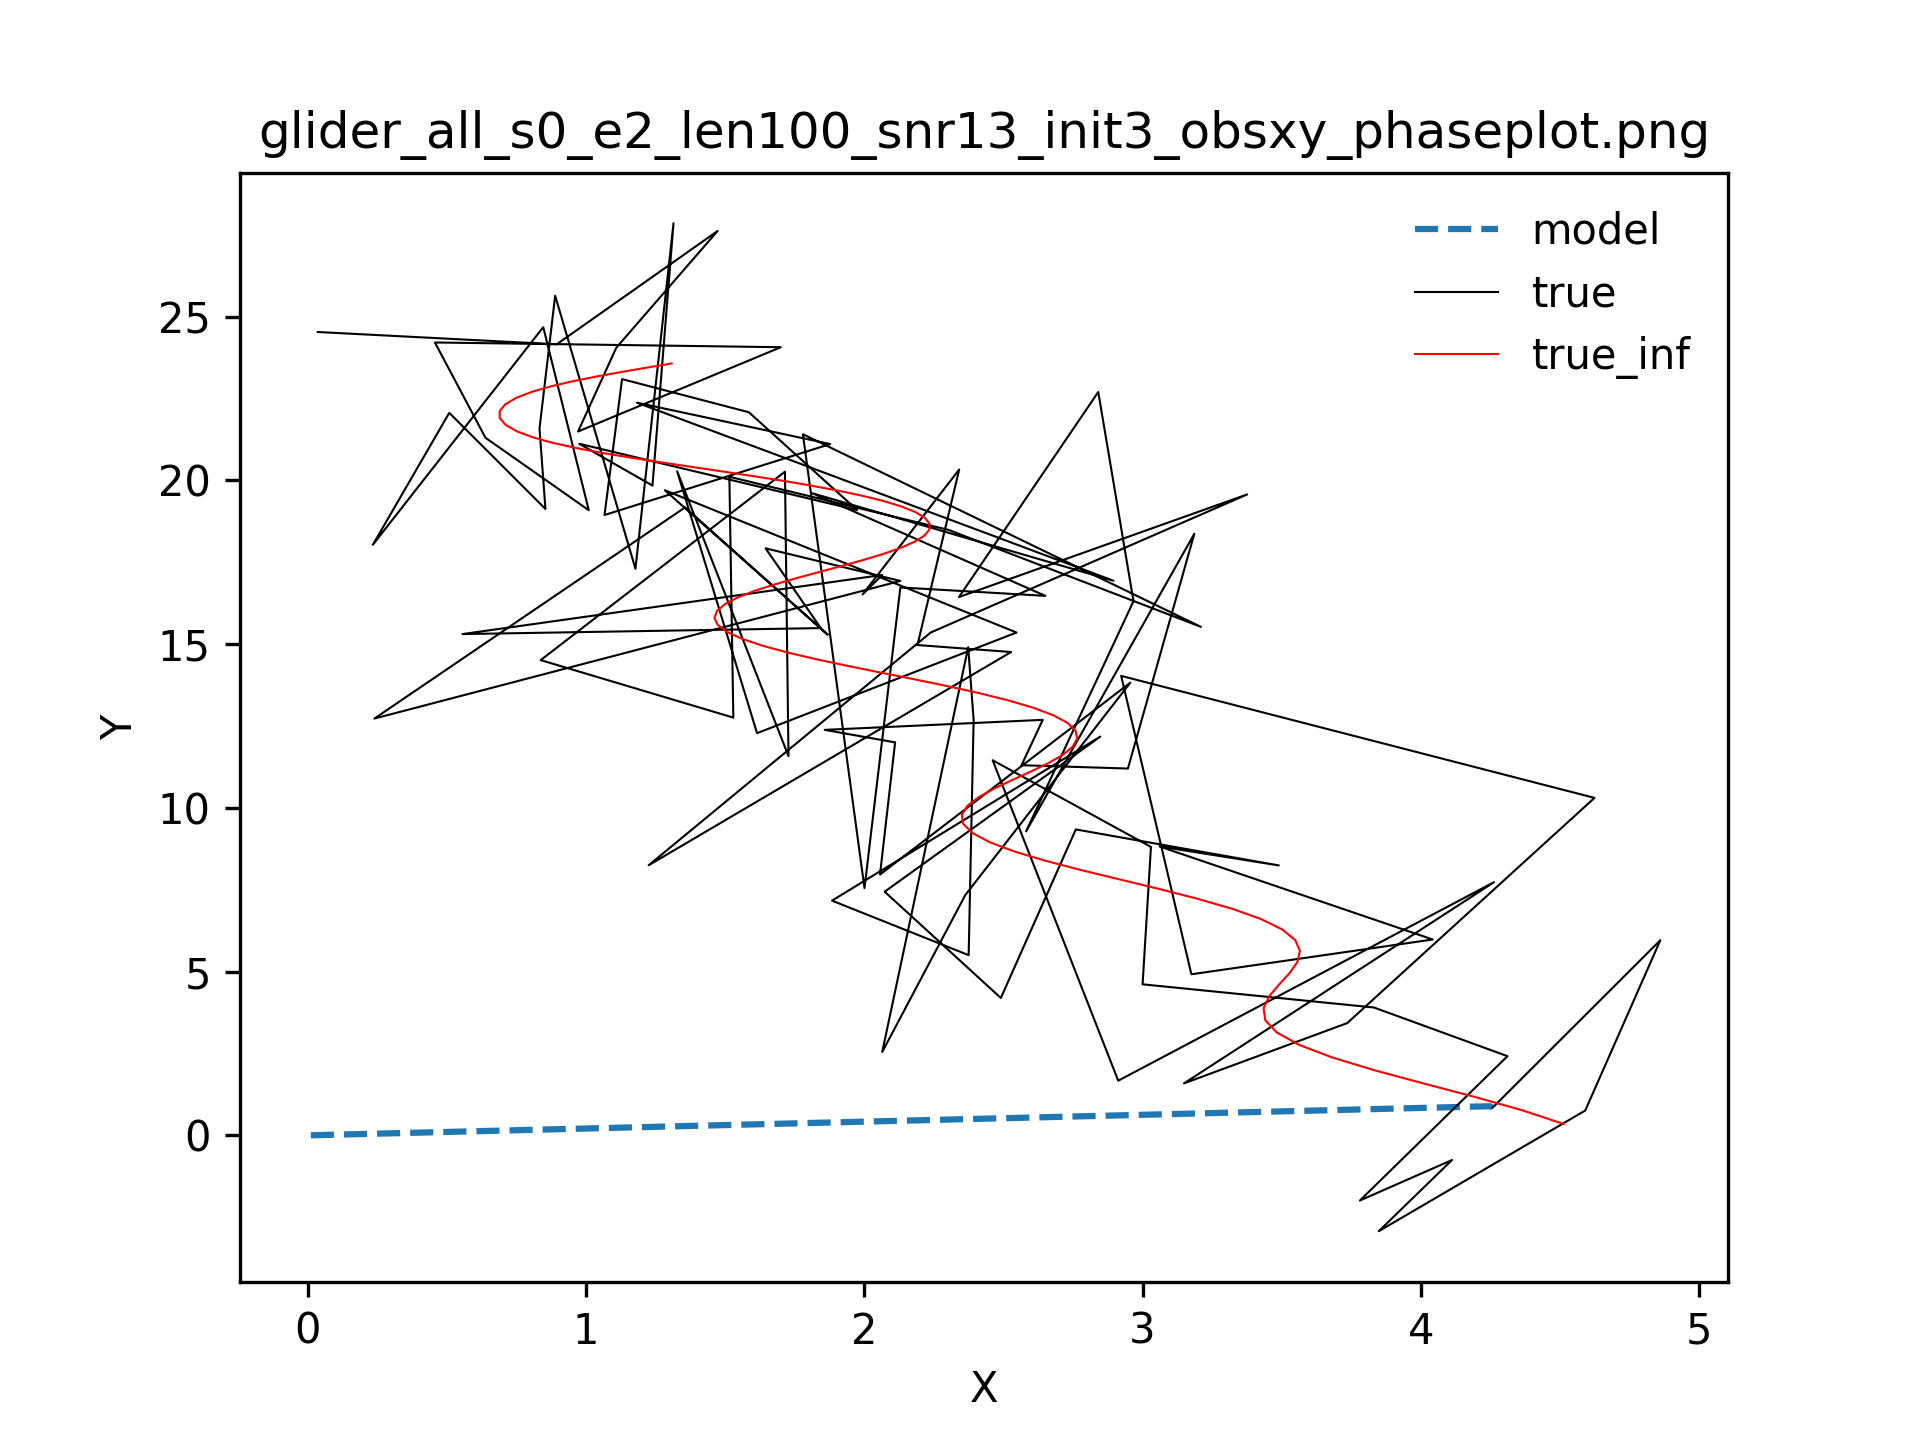 glider_all_s0_e2_len100_snr13_init3_obsxy_phaseplot.png
model
true
true_inf
25
20
15
10
5
0
Y
0 1 2 3 4 5
X